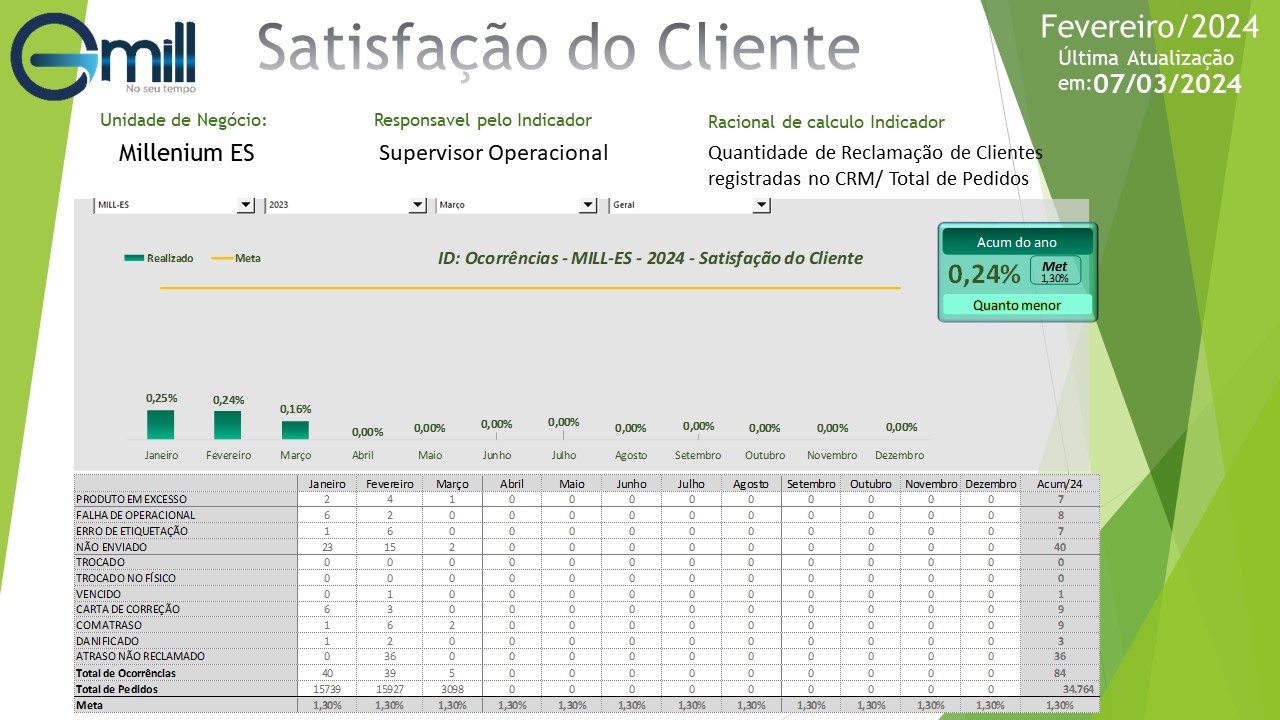 Gmill
No seu tempo
Satisfação do Cliente
Fevereiro/2024
Última Atualização
em:07/03/2024
Unidade de Negócio:
Millenium ES
Responsavel pelo Indicador
Supervisor Operacional
Racional de calculo Indicador
Quantidade de Reclamação de Clientes
registradas no CRM/ Total de Pedidos
MILL-ES 2023 Março Geral
Realizado Meta
ID: Ocorrências - MILL-ES - 2024 - Satisfação do Cliente
Acum do ano
0,24% Met
1,30%
Quanto menor
0,25% 0,24% 0,16% 0,00% 0,00% 0,00% 0,00% 0,00% 0,00% 0,00% 0,00% 0,00%
Janeiro Fevereiro Março Abril Maio Junho Julho Agosto Setembro Outubro Novembro Dezembro
Janeiro Fevereiro Março Abril Maio Junho Julho Agosto Setembro Outubro Novembro Dezembro Acum/24
PRODUTO EM EXCESSO 2 4 1 0 0 0 0 0 0 0 0 0 7
FALHA DE OPERACIONAL 6 2 0 0 0 0 0 0 0 0 0 0 8
ERRO DE ETIQUETAÇÃO 1 6 0 0 0 0 0 0 0 0 0 0 7
NÃO ENVIADO 23 15 2 0 0 0 0 0 0 0 0 0 40
TROCADO 0 0 0 0 0 0 0 0 0 0 0 0 0
TROCADO NO FÍSICO 0 0 0 0 0 0 0 0 0 0 0 0 0
VENCIDO 0 1 0 0 0 0 0 0 0 0 0 0 1
CARTA DE CORREÇÃO 6 3 0 0 0 0 0 0 0 0 0 0 9
COM ATRASO 1 6 2 0 0 0 0 0 0 0 0 0 9
DANIFICADO 1 2 0 0 0 0 0 0 0 0 0 0 3
ATRASO NÃO RECLAMADO 0 36 0 0 0 0 0 0 0 0 0 0 36
Total de Ocorrências 40 39 5 0 0 0 0 0 0 0 0 0 84
Total de Pedidos 15739 15927 3098 0 0 0 0 0 0 0 0 0 34.764
Meta 1,30% 1,30% 1,30% 1,30% 1,30% 1,30% 1,30% 1,30% 1,30% 1,30% 1,30% 1,30% 1,30%